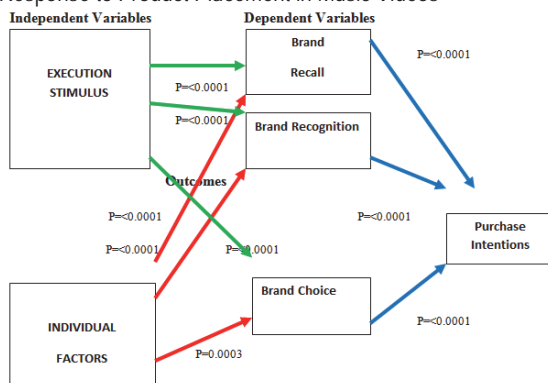 Response to Product Placement in Music Videos
Independent Variables
Dependent Variables
Brand
Recall
P=<0.0001
EXECUTION
STIMULUS
P=<0.0001
P=<0.0001
Brand Recognition
Outcomes
P=<0.0001
P=<0.0001
P=<0.0001
P=<0.0001
Purchase
Intentions
Brand Choice
INDIVIDUAL
FACTORS
P=0.0003
P=<0.0001